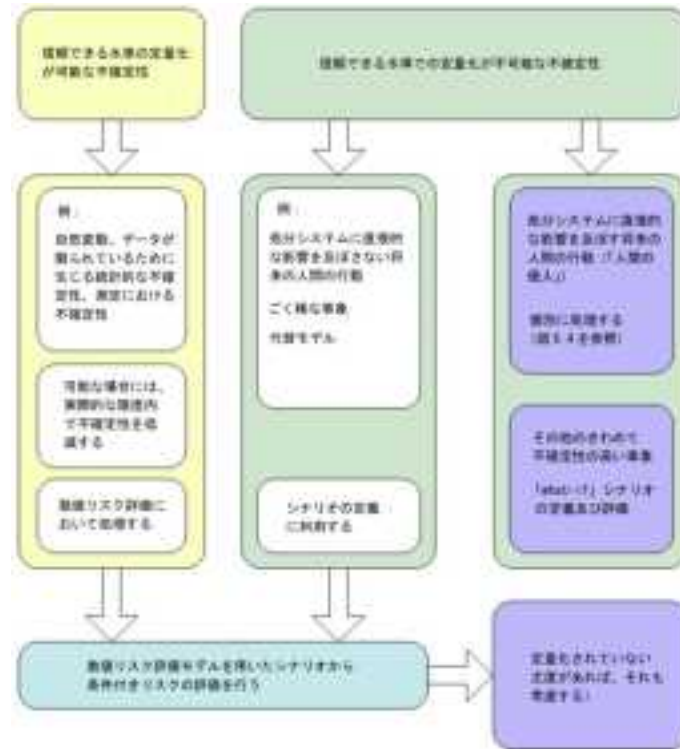 理解できる水準の定量化
が可能な不確定性
理解できる水準での定量化が不可能な不確定性
例：
自然変動、データが
限られているために
生じる統計的な不確
定性、測定における
不確定性
可能な場合には、
実際的な限度内
で不確定性を低
減する
数値リスク評価に
おいて処理する
例：
処分システムに直接的
な影響を及ぼさない将
来の人間の行動
ごく稀な事象
代替モデル
シナリオの定義
に利用する
処分システムに直接的
な影響を及ぼす将来の
人間の行動（「人間の
侵入」）
個別に処理する
（図5.4を参照）
その他のきわめて
不確定性の高い事象
「what-if」シナリオ
の定義及び評価
数値リスク評価モデルを用いたシナリオから
条件付きリスクの評価を行う
定量化されていない
があれば、それも
考慮する）